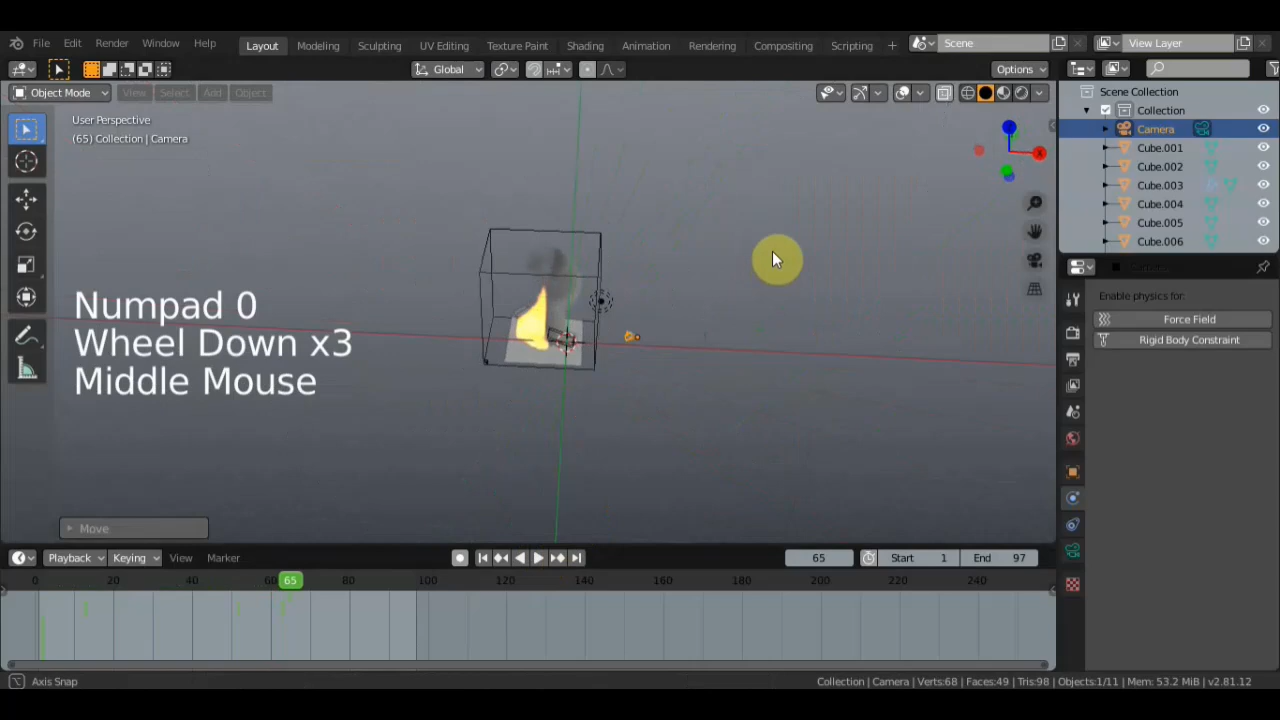 File Edit Render Window Help Layout Modeling Sculpting UV Editing Texture Paint Shading Animation Rendering Compositing Scripting + Scene View Layer
Global Options
Object Mode View Select Add Object
User Perspective
(65) Collection | Camera
X
Numpad 0
Wheel Down x3
Middle Mouse
Move
Scene Collection
Collection
Camera
Cube.001
Cube.002
Cube.003
Cube.004
Cube.005
Cube.006
Enable physics for:
Force Field
Rigid Body Constraint
Playback Keying View Marker 65 Start 1 End 97
0 20 40 60 65 80 100 120 140 160 180 200 220 240
Axis Snap Collection | Camera | Verts:68 | Faces:49 | Tris:98 | Objects:1/11 | Mem: 53.2 MiB | v2.81.12